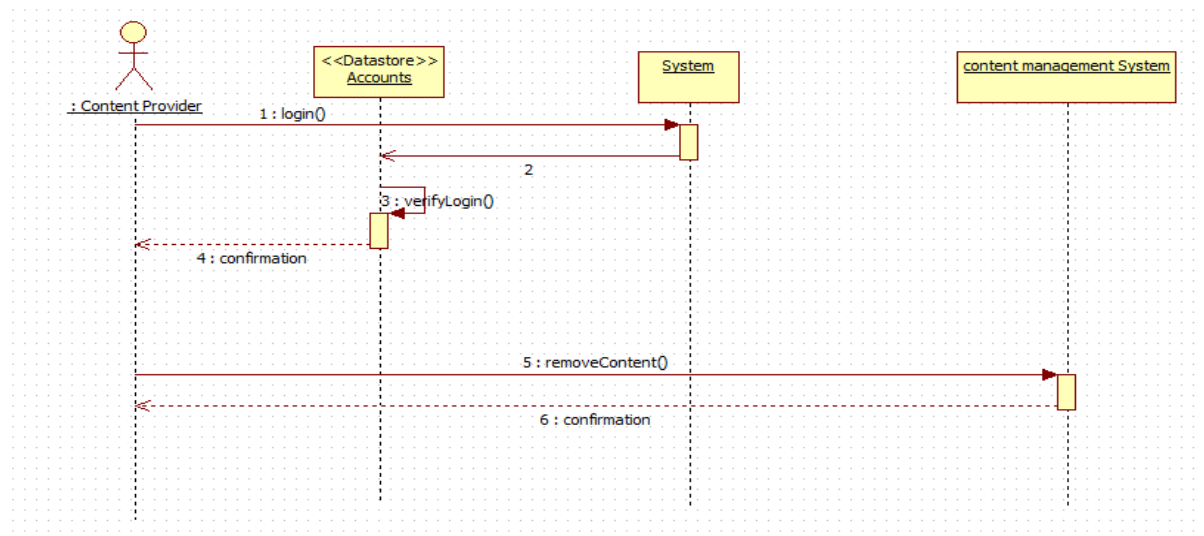 : Content Provider
<<Datastore>>
Accounts
System
content management System
1 : login()
2
3 : verifyLogin()
4 : confirmation
5 : removeContent()
6 : confirmation